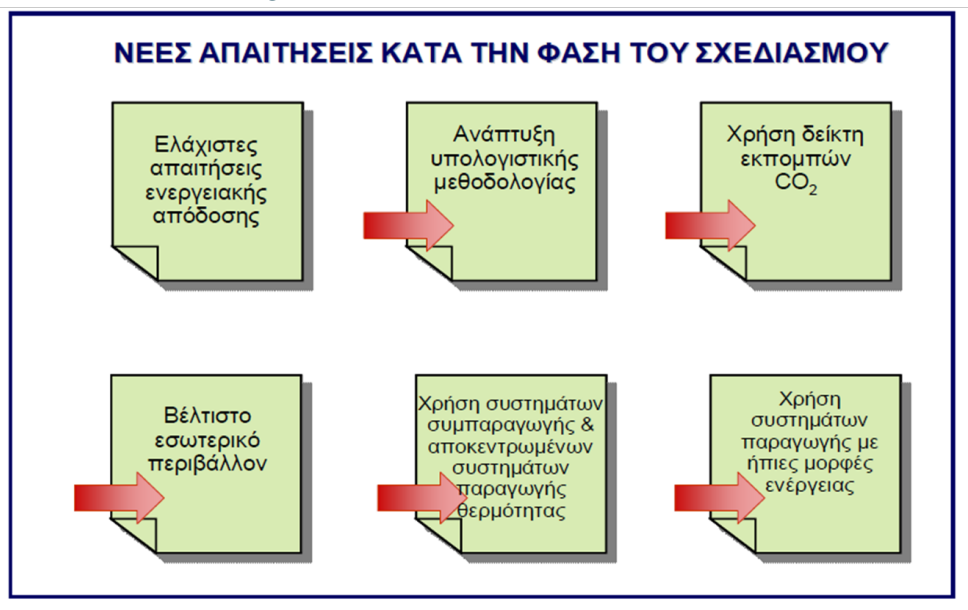 ΝΕΕΣ ΑΠΑΙΤΗΣΕΙΣ ΚΑΤΑ ΤΗΝ ΦΑΣΗ ΤΟΥ ΣΧΕΔΙΑΣΜΟΥ
Ελάχιστες
απαιτήσεις
ενεργειακής
απόδοσης
Ανάπτυξη
υπολογιστικής
μεθοδολογίας
Χρήση δείκτη
εκπομπών
CO₂
Βέλτιστο
εσωτερικό
περιβάλλον
Χρήση συστημάτων
συμπαραγωγής &
αποκεντρωμένων
συστημάτων
παραγωγής
θερμότητας
Χρήση
συστημάτων
παραγωγής με
ήπιες μορφές
ενέργειας